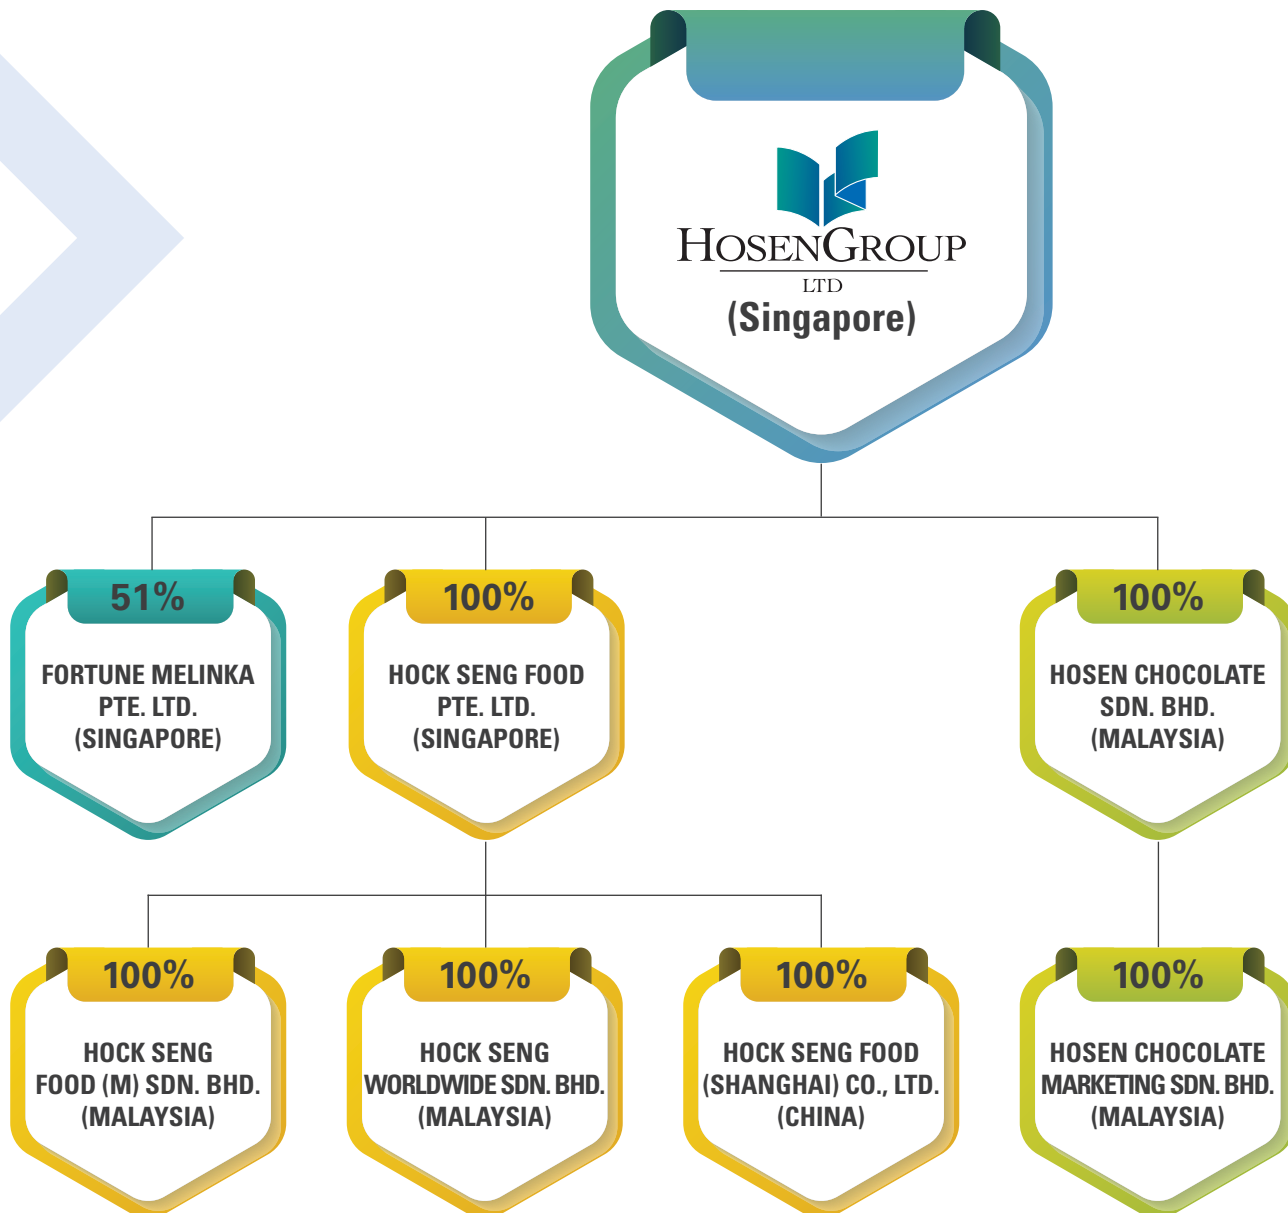 HOSENGROUP
LTD
(Singapore)
51%
FORTUNE MELINKA
PTE. LTD.
(SINGAPORE)
100%
HOCK SENG FOOD
PTE. LTD.
(SINGAPORE)
100%
HOSEN CHOCOLATE
SDN. BHD.
(MALAYSIA)
100%
HOCK SENG
FOOD (M) SDN. BHD.
(MALAYSIA)
100%
HOCK SENG
WORLDWIDE SDN. BHD.
(MALAYSIA)
100%
HOCK SENG FOOD
(SHANGHAI) CO., LTD.
(CHINA)
100%
HOSEN CHOCOLATE
MARKETING SDN. BHD.
(MALAYSIA)